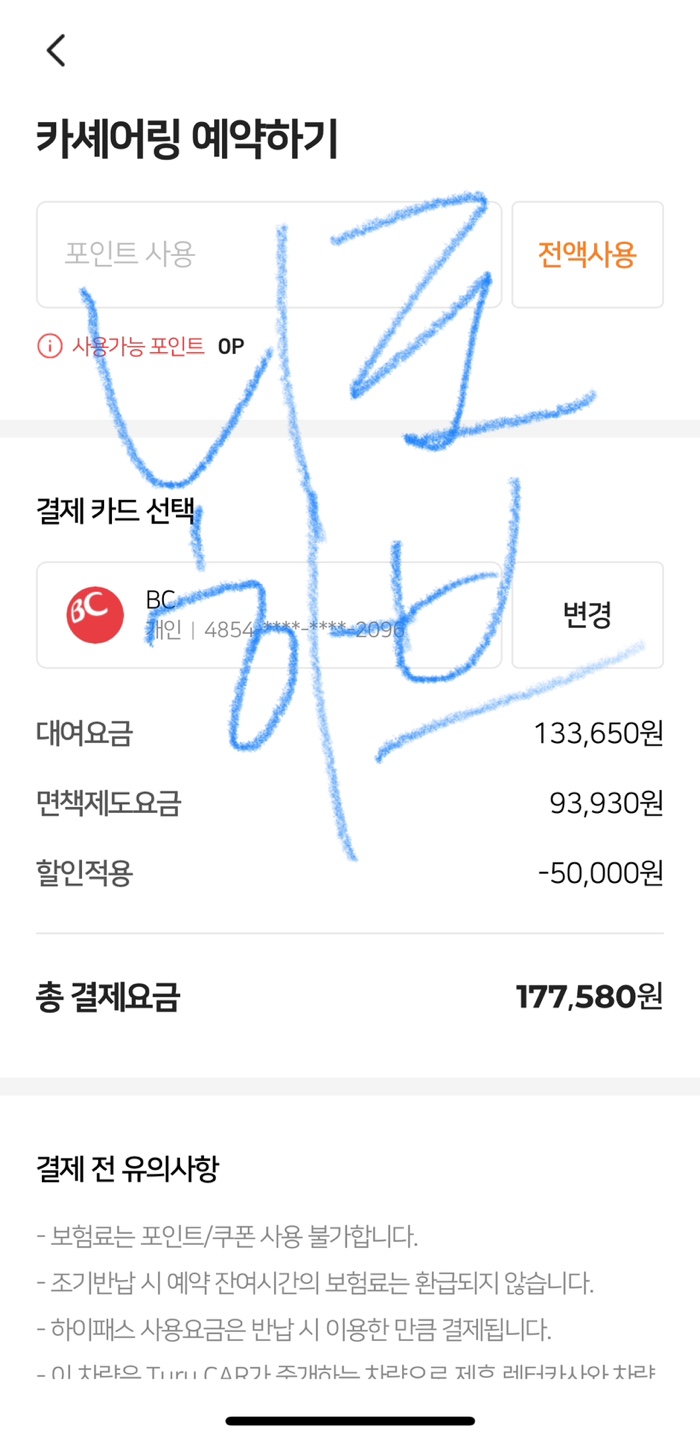 카셰어링 예약하기
포인트 사용
전액사용
사용가능 포인트 0P
결제 카드 선택
BC
BC
개인 | 4854-****-****-2096
변경
대여요금 133,650원
면책제도요금 93,930원
할인적용 -50,000원
총 결제요금 177,580원
결제 전 유의사항
- 보험료는 포인트/쿠폰 사용 불가합니다.
- 조기반납 시 예약 잔여시간의 보험료는 환급되지 않습니다.
- 하이패스 사용요금은 반납 시 이용한 만큼 결제됩니다.
- 이 차량은 Turu CAR가 중개하는 차량으로 제휴 렌터카사와 차량